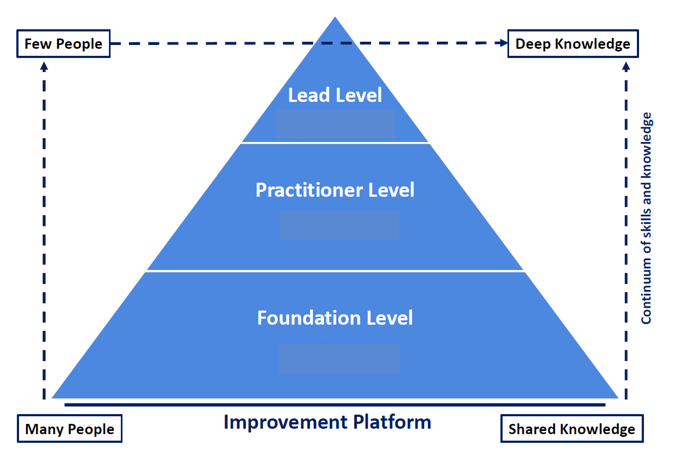 Few People
Deep Knowledge
Lead Level
Practitioner Level
Continuum of skills and knowledge
Foundation Level
Many People
Improvement Platform
Shared Knowledge